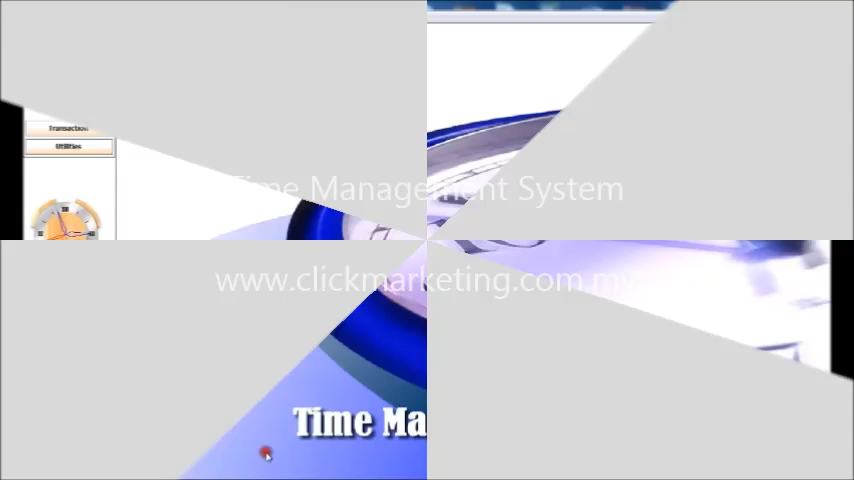 Transaction
Utilities
Time Management System
www.clickmarketing.com.my
Time Ma